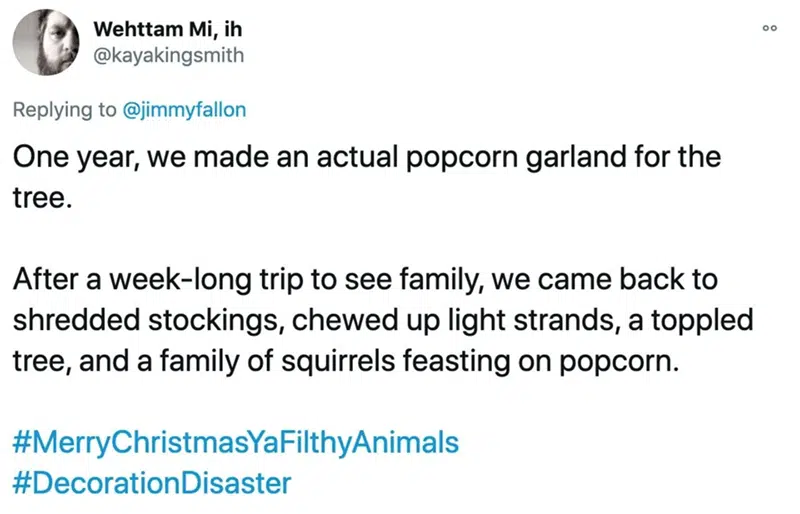 Wehttam Mi, ih
@kayakingsmith
Replying to @jimmyfallon
One year, we made an actual popcorn garland for the
tree.
After a week-long trip to see family, we came back to
shredded stockings, chewed up light strands, a toppled
tree, and a family of squirrels feasting on popcorn.
#MerryChristmasYaFilthyAnimals
#DecorationDisaster